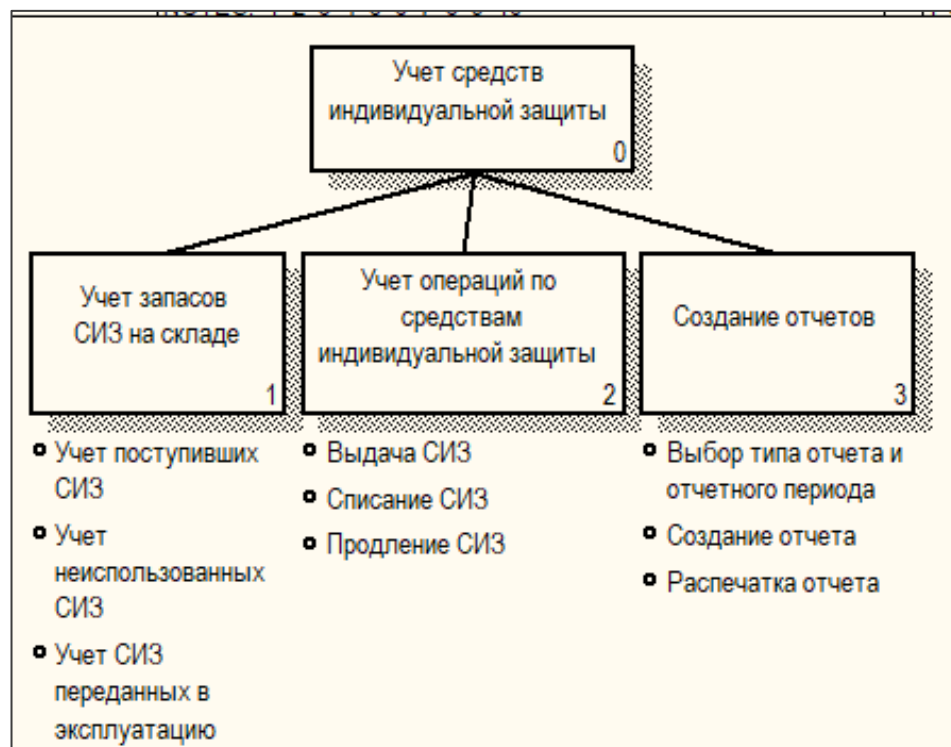 Учет средств
индивидуальной защиты
0
Учет запасов
СИЗ на складе
1
Учет операций по
средствам
индивидуальной защиты
2
Создание отчетов
3
Учет поступивших
СИЗ
Учет
неиспользованных
СИЗ
Учет СИЗ
переданных в
эксплуатацию
Выдача СИЗ
Списание СИЗ
Продление СИЗ
Выбор типа отчета и
отчетного периода
Создание отчета
Распечатка отчета